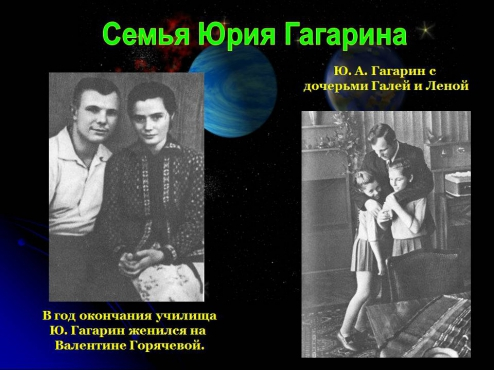 Семья Юрия Гагарина
Ю. А. Гагарин с
дочерьми Галей и Леной
В год окончания училища
Ю. Гагарин женился на
Валентине Горячевой.